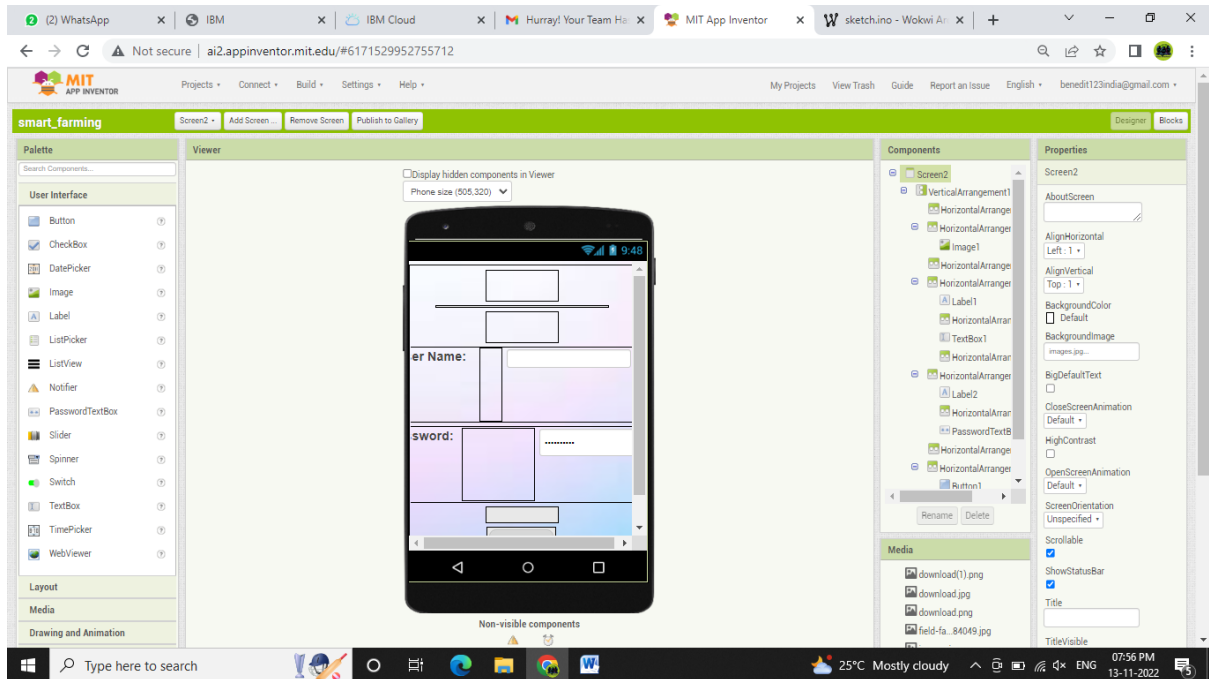 (2) WhatsApp
IBM
IBM Cloud
Hurray! Your Team Ha
MIT App Inventor
sketch.ino - Wokwi Ar
Not secure | ai2.appinventor.mit.edu/#6171529952755712
MIT
APP INVENTOR
Projects
Connect
Build
Settings
Help
My Projects
View Trash
Guide
Report an Issue
English
benedit123india@gmail.com
smart_farming
Screen2
Add Screen ...
Remove Screen
Publish to Gallery
Designer
Blocks
Palette
Search Components...
User Interface
Button
CheckBox
DatePicker
Image
Label
ListPicker
ListView
Notifier
PasswordTextBox
Slider
Spinner
Switch
TextBox
TimePicker
WebViewer
Layout
Media
Drawing and Animation
Viewer
Display hidden components in Viewer
Phone size (505,320)
9:48
er Name:
sword:
Non-visible components
Components
Screen2
VerticalArrangement1
HorizontalArranger
HorizontalArranger
Image1
HorizontalArranger
HorizontalArranger
Label1
HorizontalArran
TextBox1
HorizontalArran
HorizontalArranger
Label2
HorizontalArran
PasswordTextB
HorizontalArranger
HorizontalArranger
Button1
Rename
Delete
Media
download(1).png
download.jpg
download.png
field-fa...84049.jpg
Properties
Screen2
AboutScreen
AlignHorizontal
Left : 1
AlignVertical
Top : 1
BackgroundColor
Default
BackgroundImage
images.jpg...
BigDefaultText
CloseScreenAnimation
Default
HighContrast
OpenScreenAnimation
Default
ScreenOrientation
Unspecified
Scrollable
ShowStatusBar
Title
TitleVisible
Type here to search
25°C Mostly cloudy
ENG
07:56 PM
13-11-2022
5